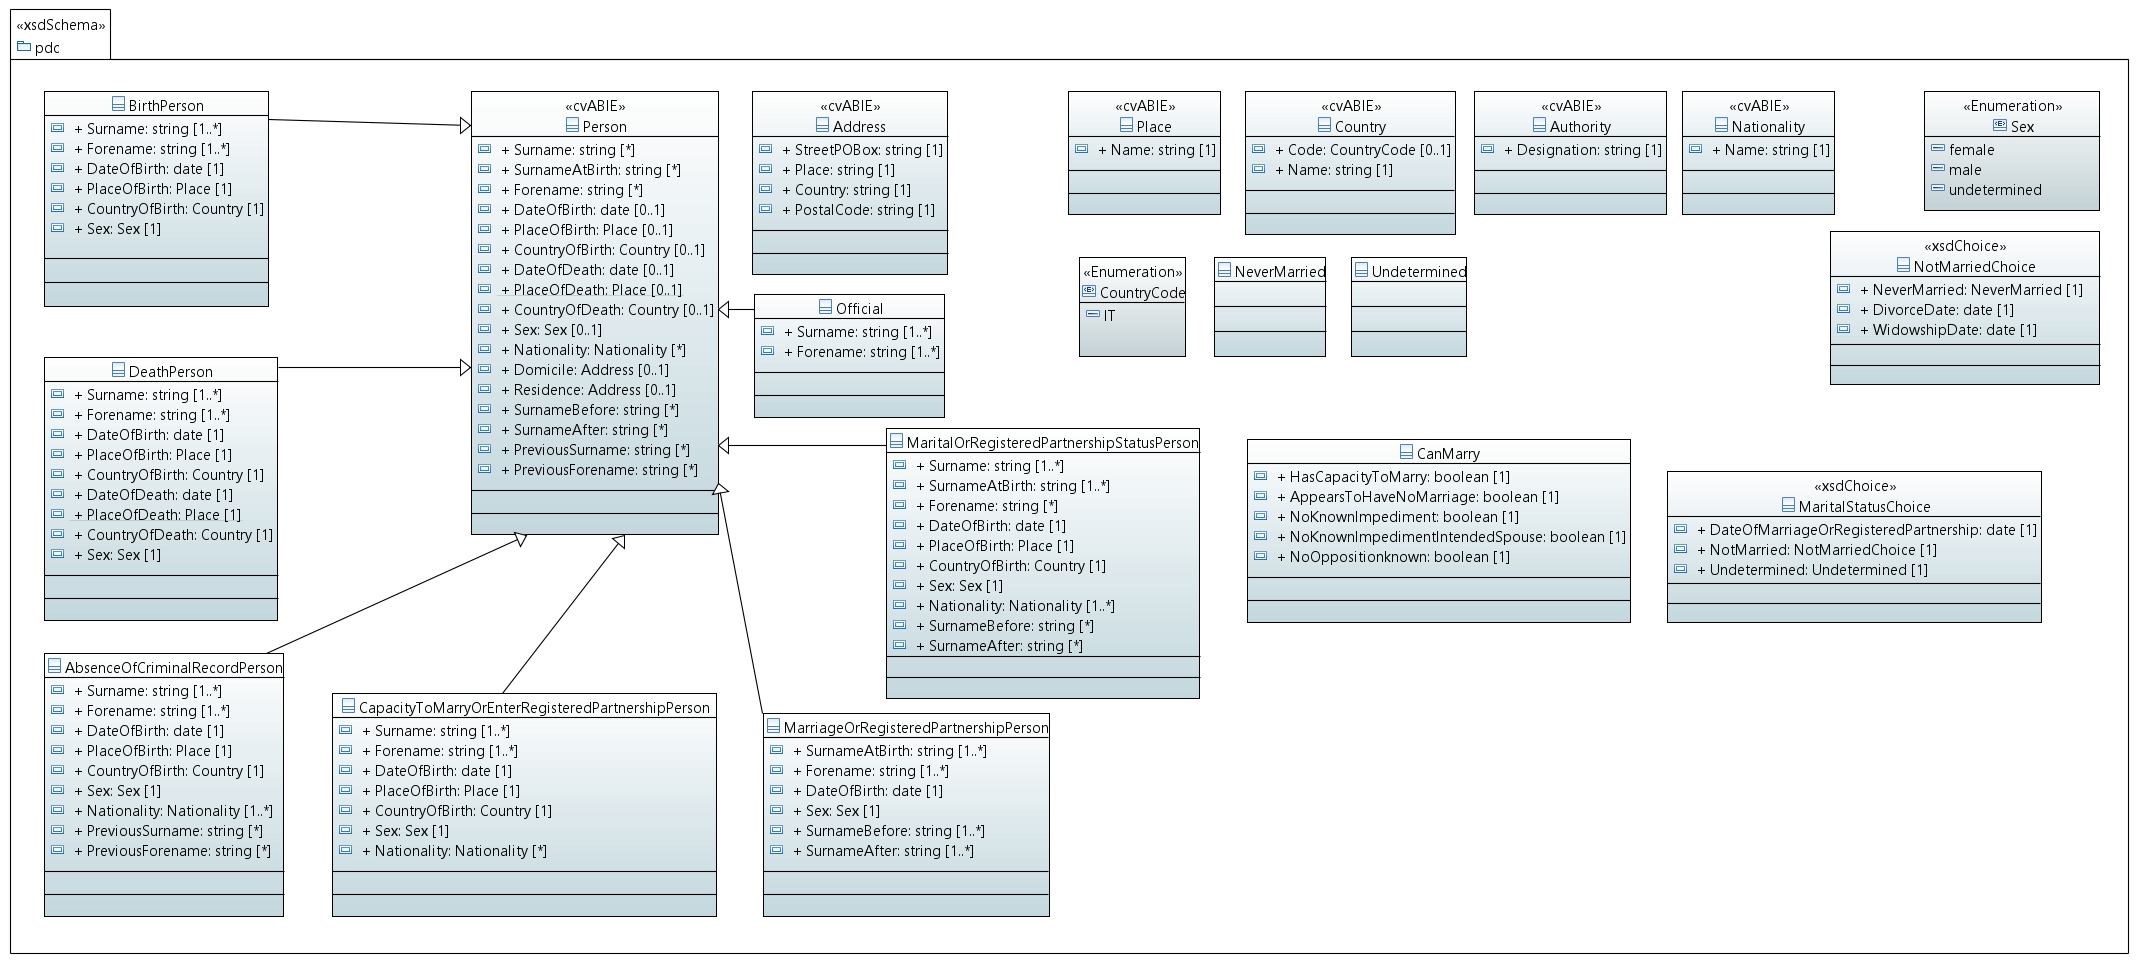 «xsdSchema»
pdc
BirthPerson
+ Surname: string [1..*]
+ Forename: string [1..*]
+ DateOfBirth: date [1]
+ PlaceOfBirth: Place [1]
+ CountryOfBirth: Country [1]
+ Sex: Sex [1]
«cvABIE»
Person
+ Surname: string [*]
+ SurnameAtBirth: string [*]
+ Forename: string [*]
+ DateOfBirth: date [0..1]
+ PlaceOfBirth: Place [0..1]
+ CountryOfBirth: Country [0..1]
+ DateOfDeath: date [0..1]
+ PlaceOfDeath: Place [0..1]
+ CountryOfDeath: Country [0..1]
+ Sex: Sex [0..1]
+ Nationality: Nationality [*]
+ Domicile: Address [0..1]
+ Residence: Address [0..1]
+ SurnameBefore: string [*]
+ SurnameAfter: string [*]
+ PreviousSurname: string [*]
+ PreviousForename: string [*]
«cvABIE»
Address
+ StreetPOBox: string [1]
+ Place: string [1]
+ Country: string [1]
+ PostalCode: string [1]
«cvABIE»
Place
+ Name: string [1]
«cvABIE»
Country
+ Code: CountryCode [0..1]
+ Name: string [1]
«cvABIE»
Authority
+ Designation: string [1]
«cvABIE»
Nationality
+ Name: string [1]
«Enumeration»
Sex
female
male
undetermined
«Enumeration»
CountryCode
IT
NeverMarried
Undetermined
«xsdChoice»
NotMarriedChoice
+ NeverMarried: NeverMarried [1]
+ DivorceDate: date [1]
+ WidowshipDate: date [1]
Official
+ Surname: string [1..*]
+ Forename: string [1..*]
DeathPerson
+ Surname: string [1..*]
+ Forename: string [1..*]
+ DateOfBirth: date [1]
+ PlaceOfBirth: Place [1]
+ CountryOfBirth: Country [1]
+ DateOfDeath: date [1]
+ PlaceOfDeath: Place [1]
+ CountryOfDeath: Country [1]
+ Sex: Sex [1]
MaritalOrRegisteredPartnershipStatusPerson
+ Surname: string [1..*]
+ SurnameAtBirth: string [1..*]
+ Forename: string [*]
+ DateOfBirth: date [1]
+ PlaceOfBirth: Place [1]
+ CountryOfBirth: Country [1]
+ Sex: Sex [1]
+ Nationality: Nationality [1..*]
+ SurnameBefore: string [*]
+ SurnameAfter: string [*]
CanMarry
+ HasCapacityToMarry: boolean [1]
+ AppearsToHaveNoMarriage: boolean [1]
+ NoKnownImpediment: boolean [1]
+ NoKnownImpedimentIntendedSpouse: boolean [1]
+ NoOppositionknown: boolean [1]
«xsdChoice»
MaritalStatusChoice
+ DateOfMarriageOrRegisteredPartnership: date [1]
+ NotMarried: NotMarriedChoice [1]
+ Undetermined: Undetermined [1]
AbsenceOfCriminalRecordPerson
+ Surname: string [1..*]
+ Forename: string [1..*]
+ DateOfBirth: date [1]
+ PlaceOfBirth: Place [1]
+ CountryOfBirth: Country [1]
+ Sex: Sex [1]
+ Nationality: Nationality [1..*]
+ PreviousSurname: string [*]
+ PreviousForename: string [*]
CapacityToMarryOrEnterRegisteredPartnershipPerson
+ Surname: string [1..*]
+ Forename: string [1..*]
+ DateOfBirth: date [1]
+ PlaceOfBirth: Place [1]
+ CountryOfBirth: Country [1]
+ Sex: Sex [1]
+ Nationality: Nationality [*]
MarriageOrRegisteredPartnershipPerson
+ SurnameAtBirth: string [1..*]
+ Forename: string [1..*]
+ DateOfBirth: date [1]
+ Sex: Sex [1]
+ SurnameBefore: string [1..*]
+ SurnameAfter: string [1..*]